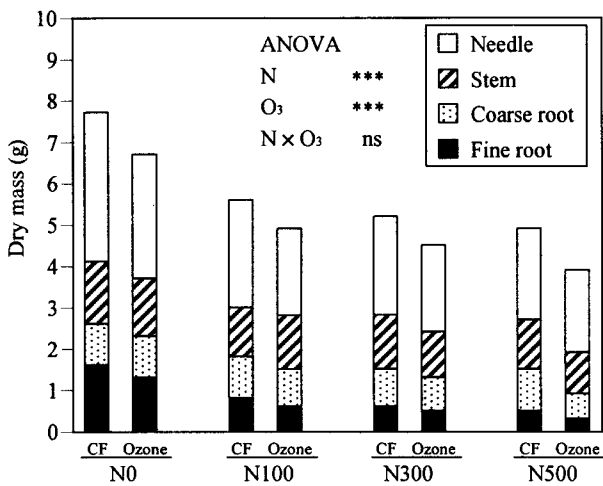 10
9
8
7
6
5
4
3
2
1
0
Dry mass (g)
ANOVA
N ***
O₃ ***
N × O₃ ns
Needle
Stem
Coarse root
Fine root
CF Ozone CF Ozone CF Ozone CF Ozone
N0 N100 N300 N500